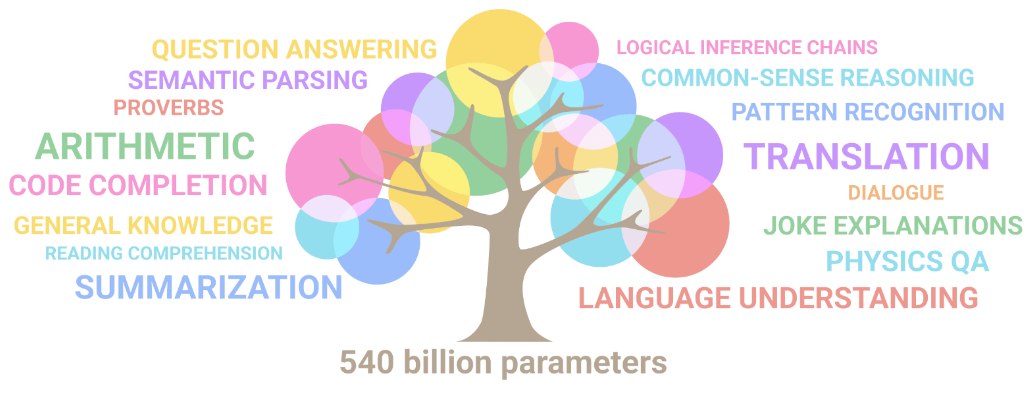 QUESTION ANSWERING
SEMANTIC PARSING
PROVERBS
ARITHMETIC
CODE COMPLETION
GENERAL KNOWLEDGE
READING COMPREHENSION
SUMMARIZATION
LOGICAL INFERENCE CHAINS
COMMON-SENSE REASONING
PATTERN RECOGNITION
TRANSLATION
DIALOGUE
JOKE EXPLANATIONS
PHYSICS QA
LANGUAGE UNDERSTANDING
540 billion parameters